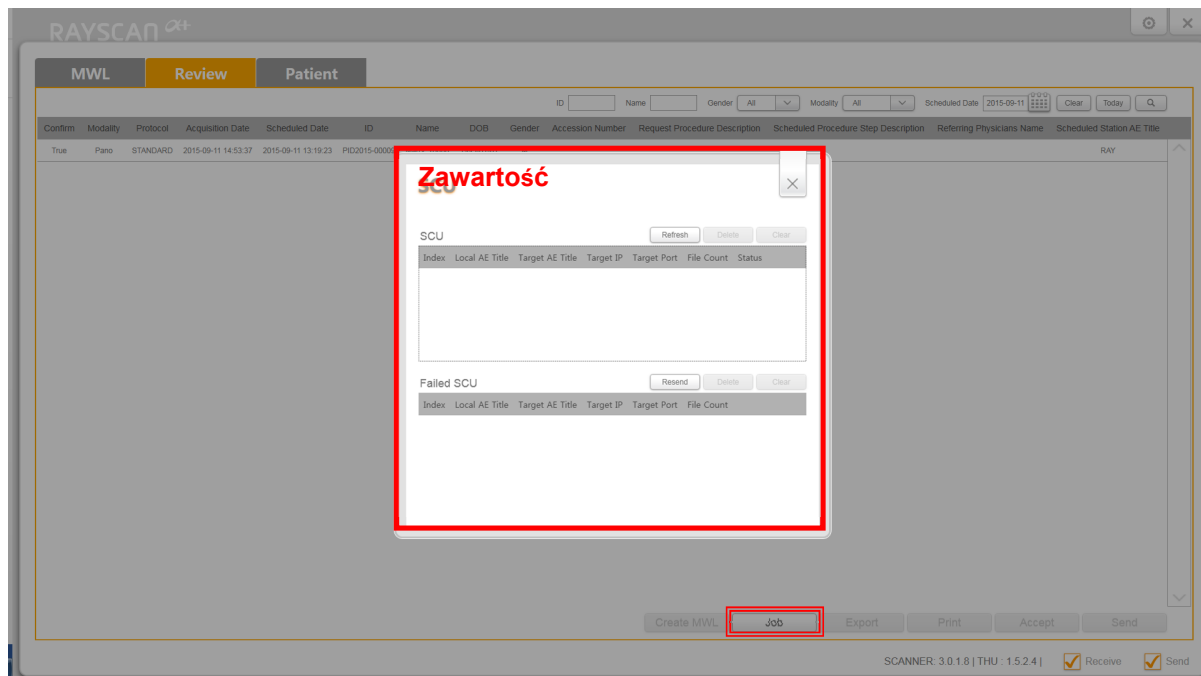 RAYSCAN α+
MWL Review Patient
ID Name Gender All Modality All Scheduled Date 2015-09-11 Clear Today
Confirm Modality Protocol Acquisition Date Scheduled Date ID Name DOB Gender Accession Number Request Procedure Description Scheduled Procedure Step Description Referring Physicians Name Scheduled Station AE Title
True Pano STANDARD 2015-09-11 14:53:37 2015-09-11 13:19:23 RAY
Zawartość
SCU
SCU Refresh Delete Clear
Index Local AE Title Target AE Title Target IP Target Port File Count Status
Failed SCU Resend Delete Clear
Index Local AE Title Target AE Title Target IP Target Port File Count
Create MWL Job Export Print Accept Send
SCANNER: 3.0.1.8 | THU : 1.5.2.4 | Receive Send